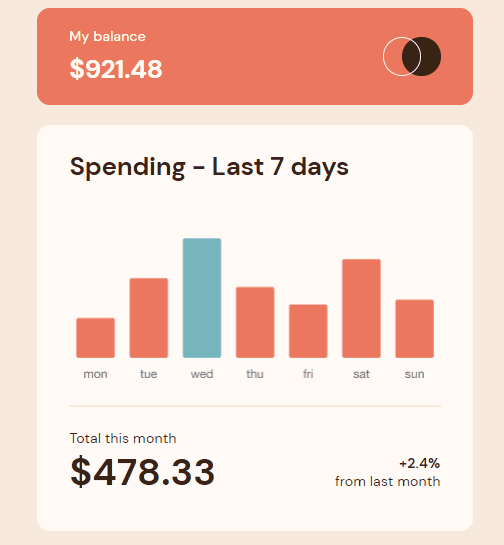 My balance
$921.48
Spending - Last 7 days
mon tue wed thu fri sat sun
Total this month
$478.33
+2.4%
from last month